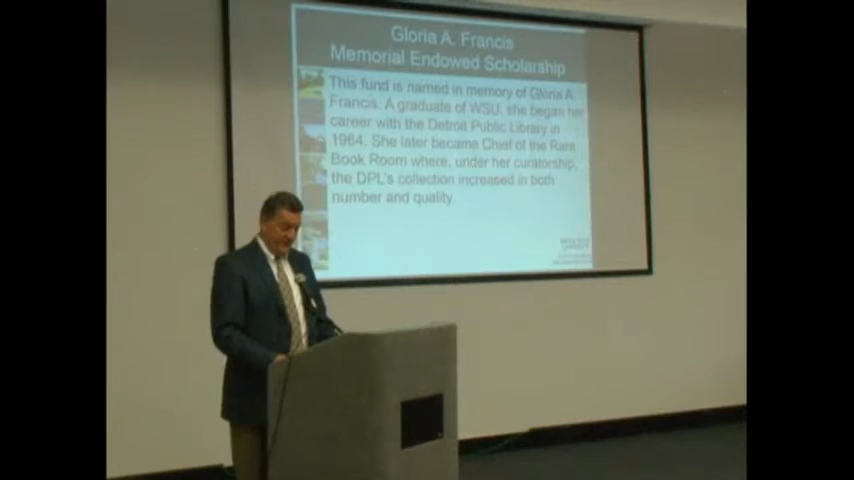 Gloria A. Francis
Memorial Endowed Scholarship
This fund is named in memory of Gloria A.
Francis. A graduate of WSU, she began her
career with the Detroit Public Library in
1964. She later became Chief of the Rare
Book Room where, under her curatorship,
the DPL's collection increased in both
number and quality.